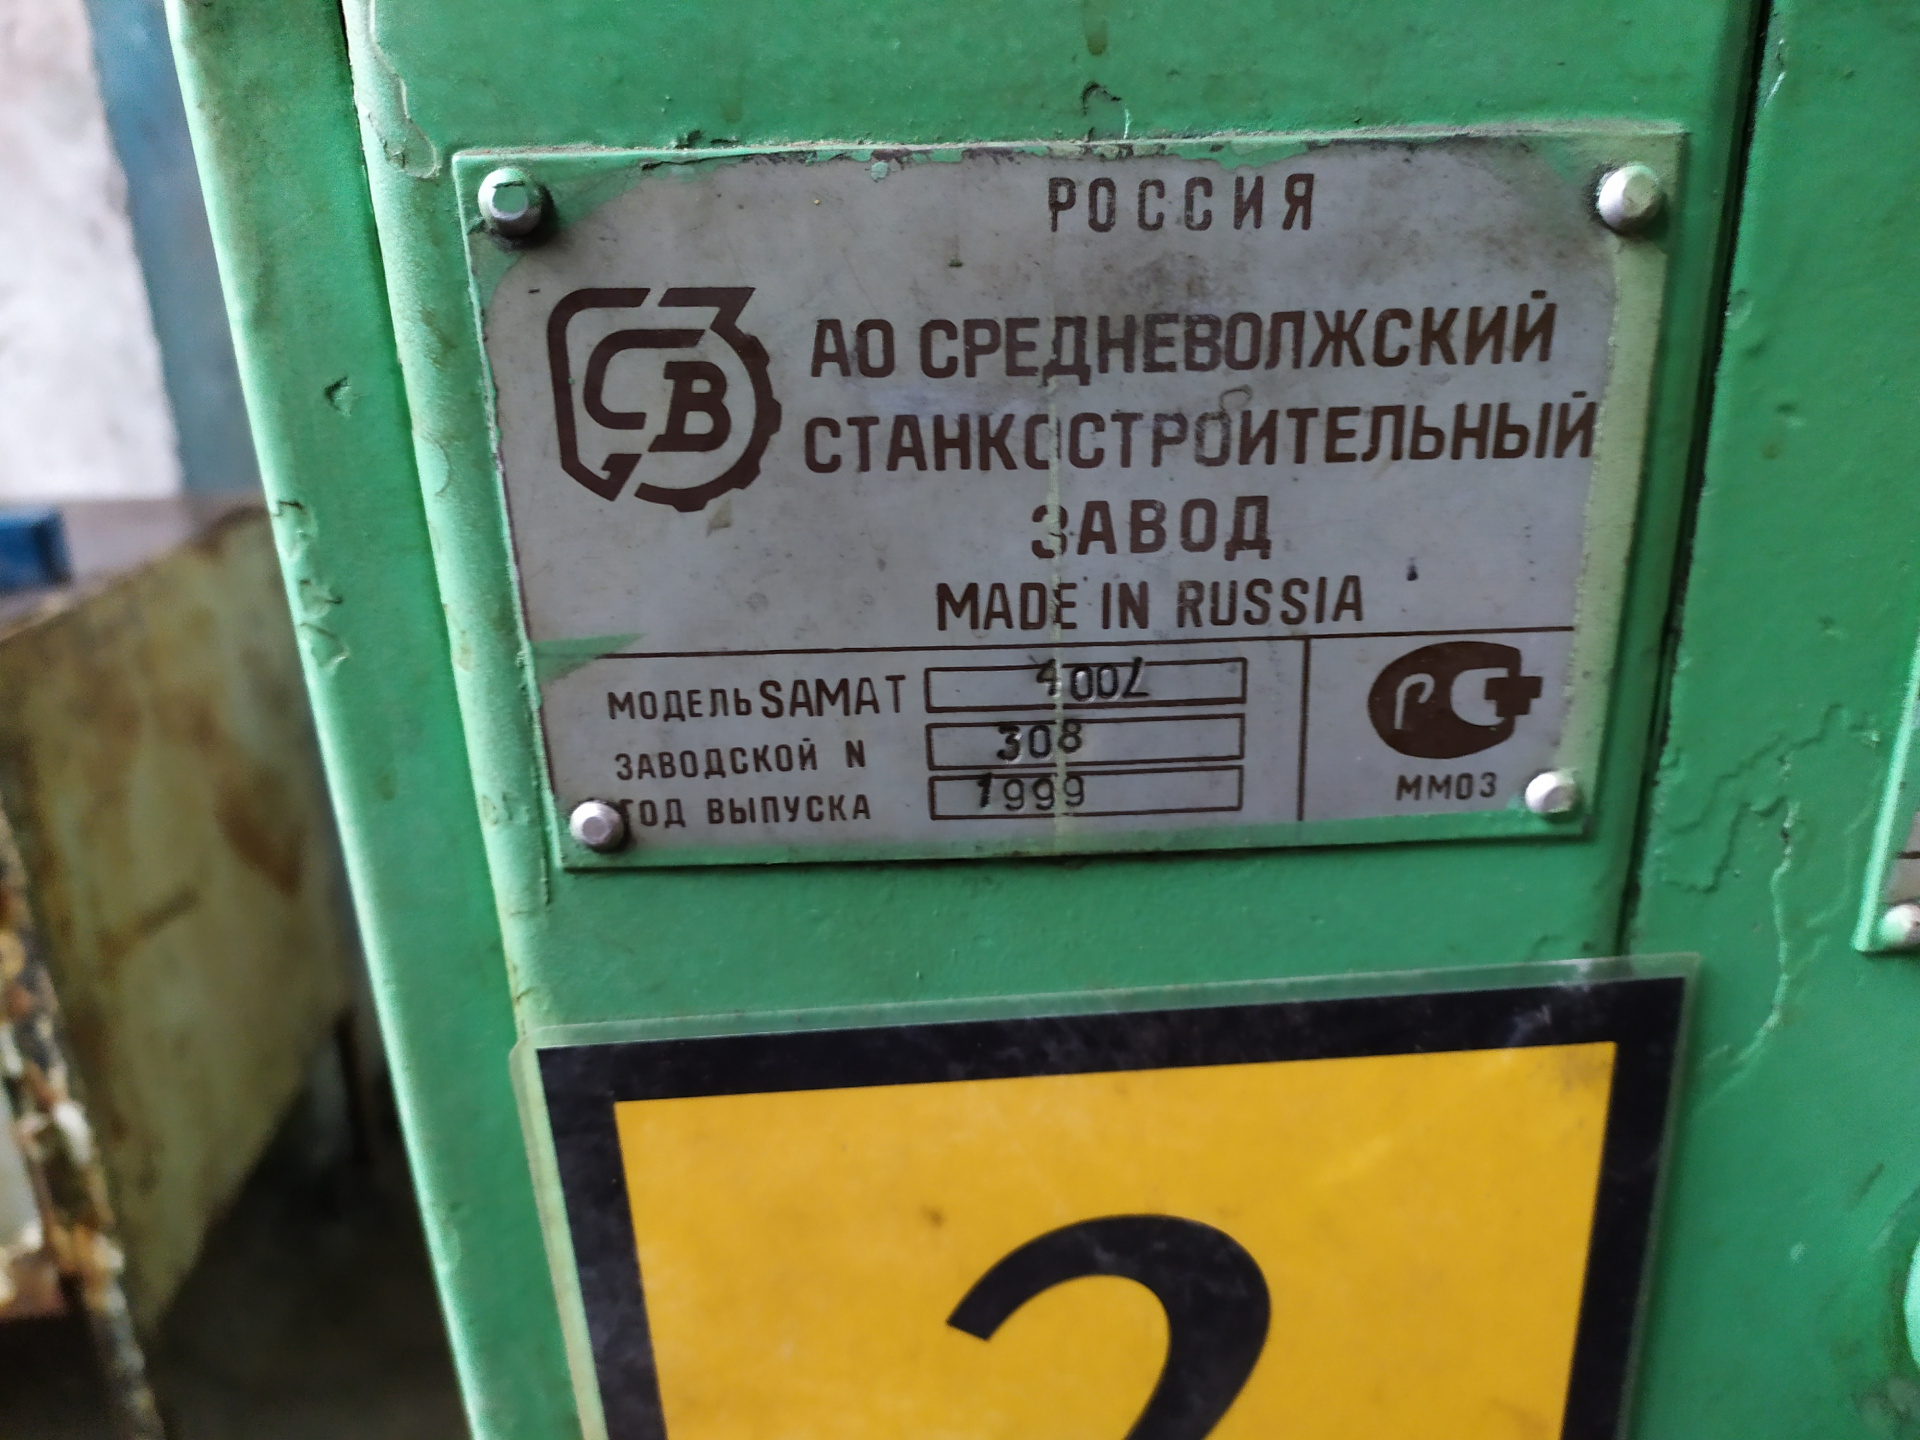 РОССИЯ
СВ
АО СРЕДНЕВОЛЖСКИЙ
СТАНКОСТРОИТЕЛЬНЫЙ
ЗАВОД
MADE IN RUSSIA
МОДЕЛЬ SAMAT 400L
ЗАВОДСКОЙ N 308
ГОД ВЫПУСКА 1999
РСТ
ММ03
2